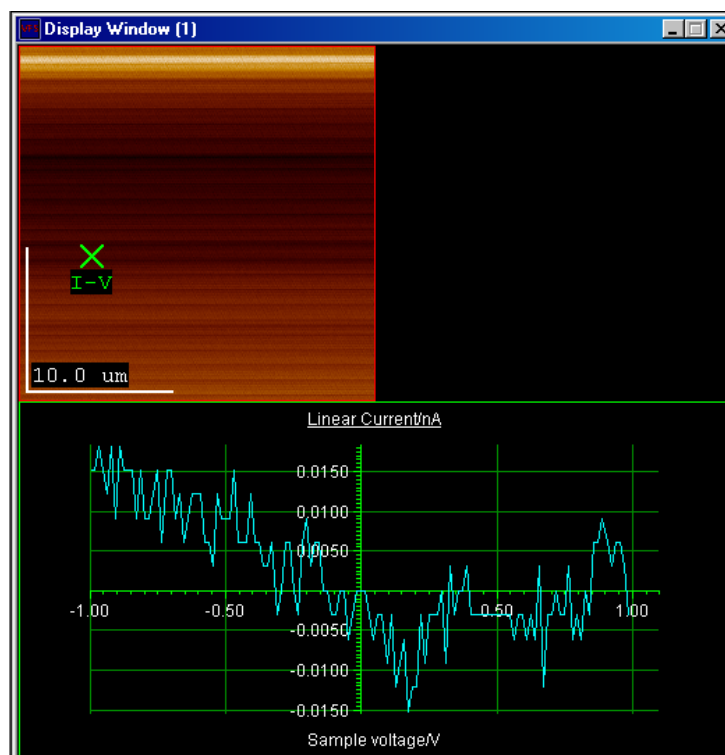 VPS Display Window (1)
I-V
10.0 um
Linear Current/nA
0.0150
0.0100
0.0050
-1.00 -0.50 0.50 1.00
-0.0050
-0.0100
-0.0150
Sample voltage/V